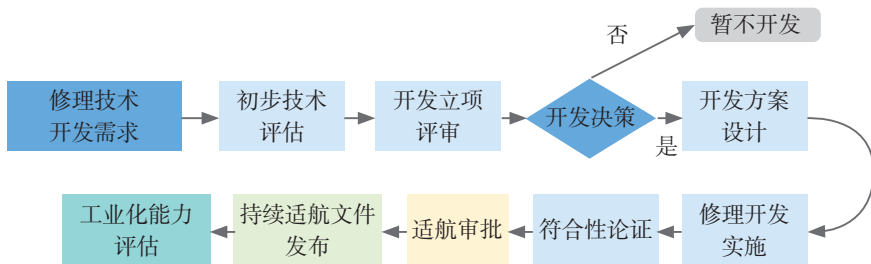 暂不开发
否
修理技术
开发需求
初步技术
评估
开发立项
评审
开发决策
是
开发方案
设计
修理开发
实施
符合性论证
适航审批
持续适航文件
发布
工业化能力
评估